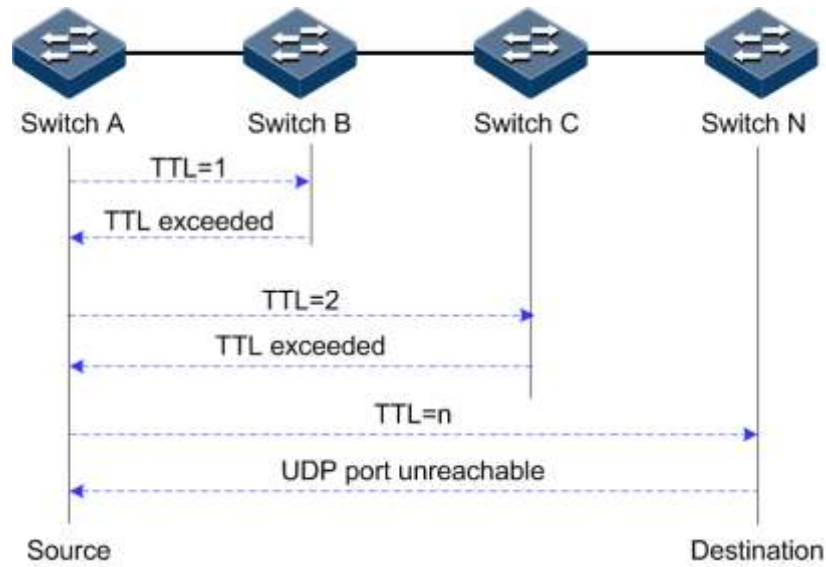 Switch A
Switch B
Switch C
Switch N
TTL=1
TTL exceeded
TTL=2
TTL exceeded
TTL=n
UDP port unreachable
Source
Destination